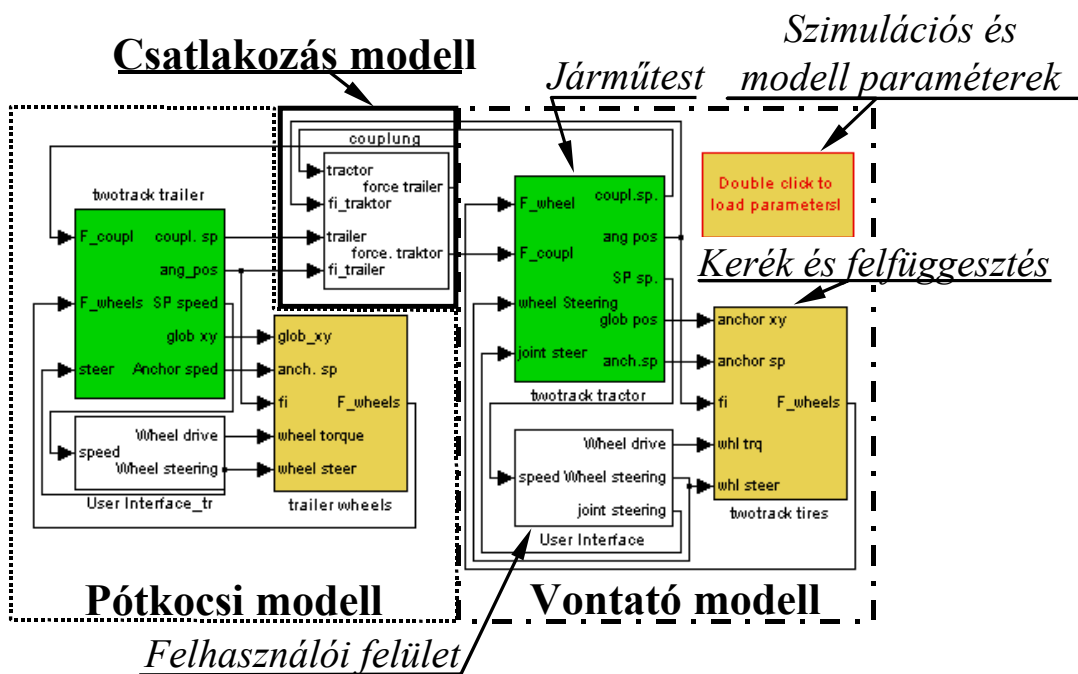 Szimulációs és
modell paraméterek
Csatlakozás modell
Járműtest
couplung
tractor
force trailer
fi_traktor
trailer
force. traktor
fi_trailer
twotrack trailer
F_coupl
coupl. sp
ang_pos
F_wheels
SP speed
glob xy
steer
Anchor sped
glob_xy
anch. sp
fi
F_wheels
wheel torque
wheel steer
trailer wheels
Wheel drive
speed
Wheel steering
User Interface_tr
F_wheel
coupl.sp.
ang pos
F_coupl
SP sp.
wheel Steering
glob pos
joint steer
anch.sp
twotrack tractor
Double click to
load parameters!
Kerék és felfüggesztés
anchor xy
anchor sp
fi
F_wheels
whl trq
whl steer
twotrack tires
Wheel drive
speed
Wheel steering
joint steering
User Interface
Pótkocsi modell
Vontató modell
Felhasználói felület